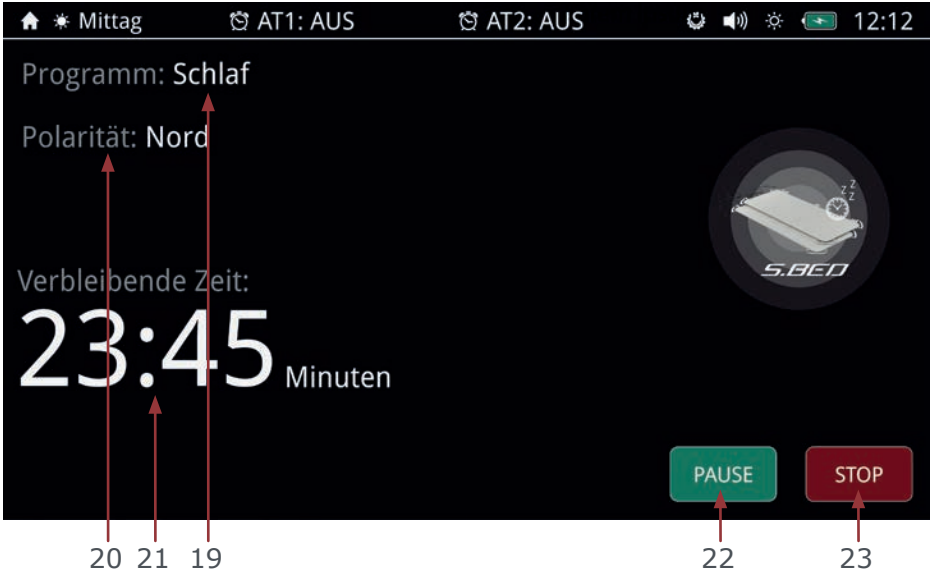 Mittag AT1: AUS AT2: AUS 12:12
Programm: Schlaf
Polarität: Nord
z z z
S.BED
Verbleibende Zeit:
23:45 Minuten
PAUSE STOP
20 21 19 22 23